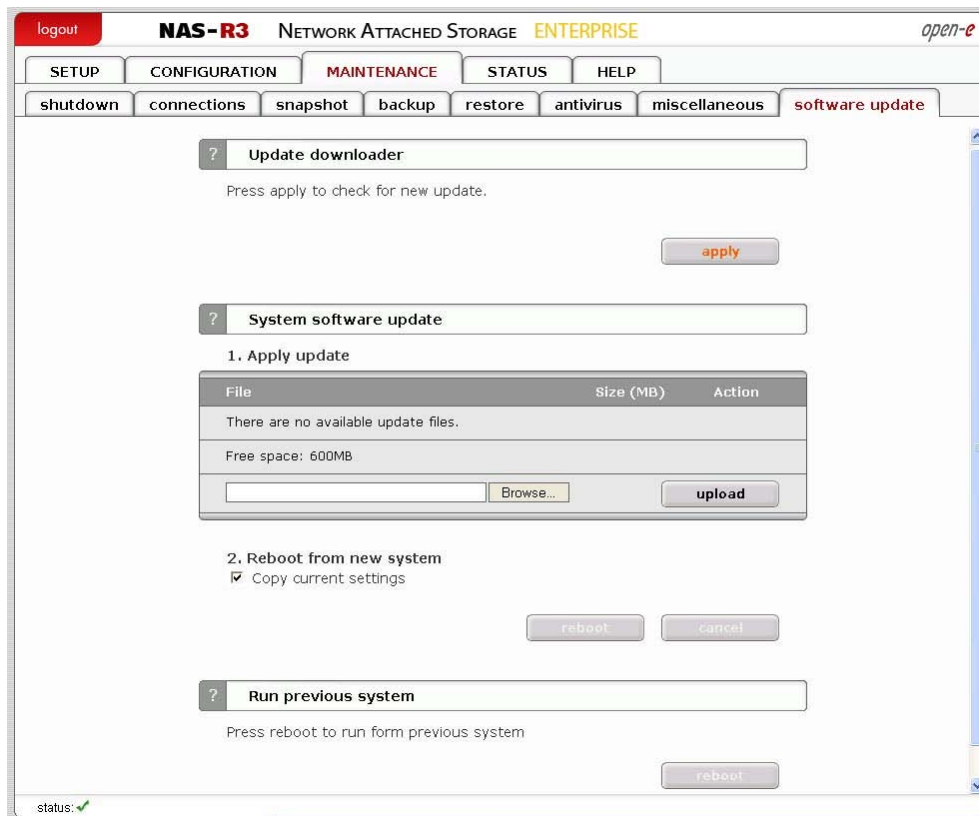 logout NAS-R3 NETWORK ATTACHED STORAGE ENTERPRISE open-e
SETUP CONFIGURATION MAINTENANCE STATUS HELP
shutdown connections snapshot backup restore antivirus miscellaneous software update
? Update downloader
Press apply to check for new update.
apply
? System software update
1. Apply update
File Size (MB) Action
There are no available update files.
Free space: 600MB
Browse... upload
2. Reboot from new system
Copy current settings
reboot cancel
? Run previous system
Press reboot to run form previous system
reboot
status: